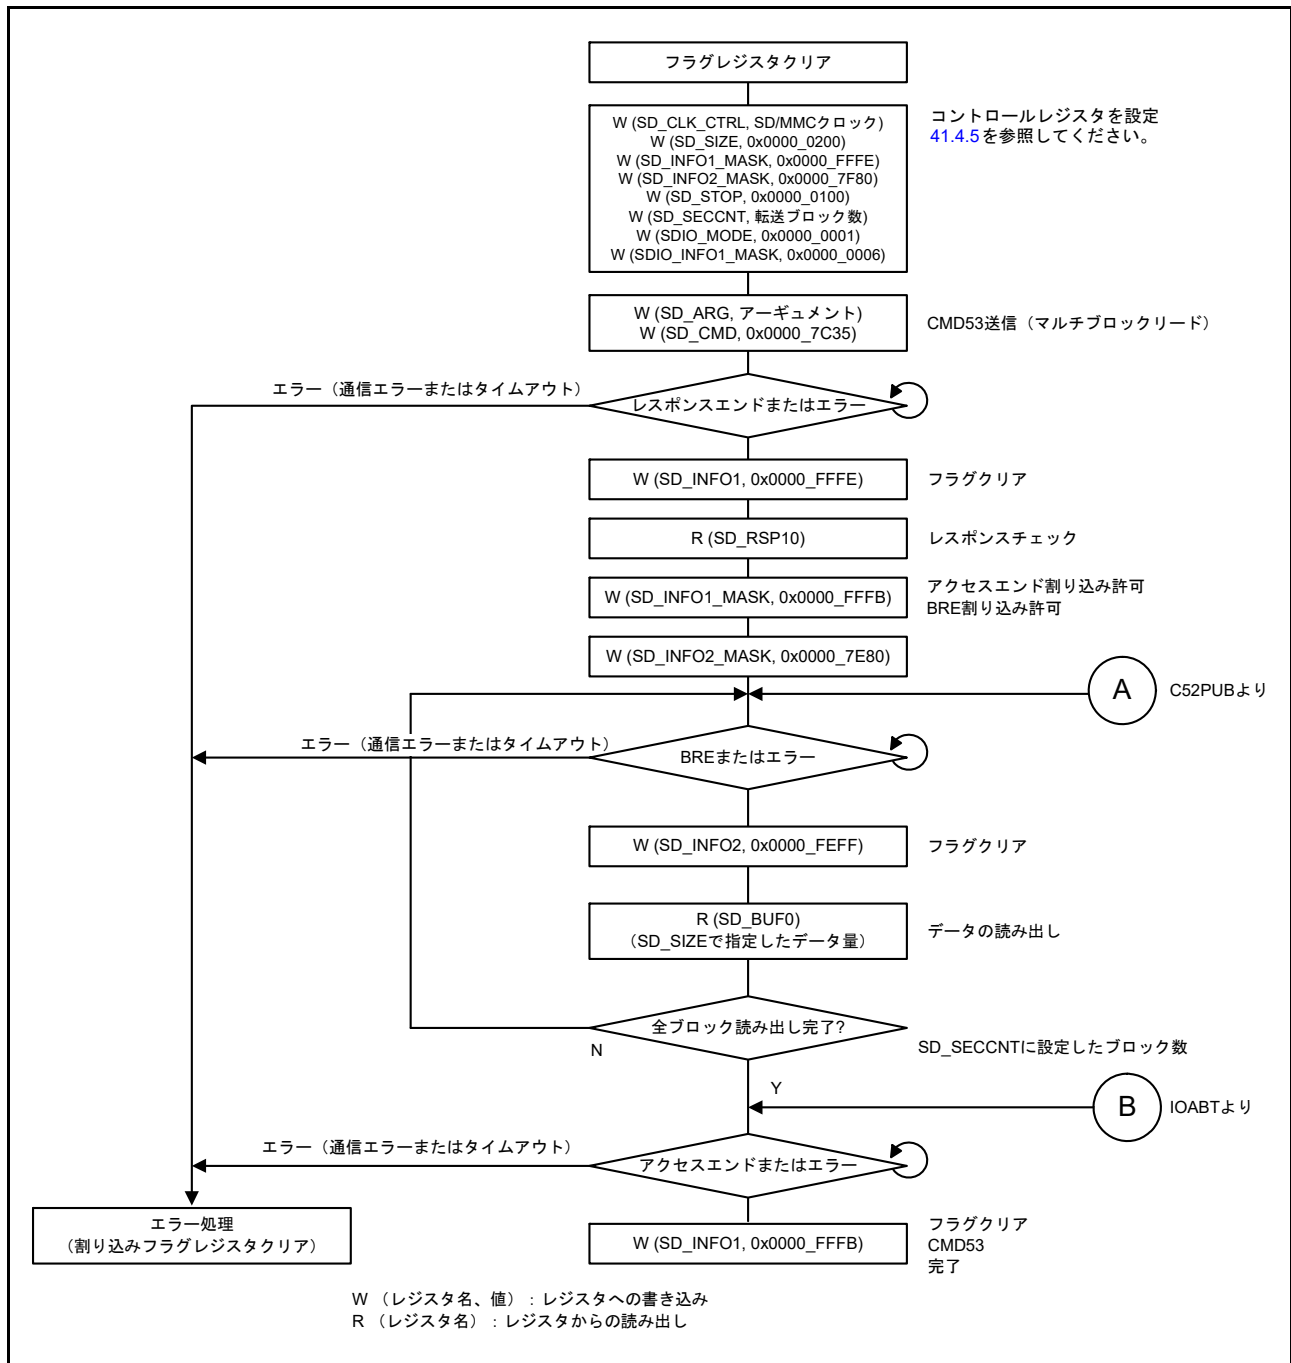 フラグレジスタクリア
W (SD_CLK_CTRL, SD/MMCクロック)
W (SD_SIZE, 0x0000_0200)
W (SD_INFO1_MASK, 0x0000_FFFE)
W (SD_INFO2_MASK, 0x0000_7F80)
W (SD_STOP, 0x0000_0100)
W (SD_SECCNT, 転送ブロック数)
W (SDIO_MODE, 0x0000_0001)
W (SDIO_INFO1_MASK, 0x0000_0006)
コントロールレジスタを設定
41.4.5を参照してください。
W (SD_ARG, アーギュメント)
W (SD_CMD, 0x0000_7C35)
CMD53送信（マルチブロックリード）
エラー（通信エラーまたはタイムアウト）
レスポンスエンドまたはエラー
W (SD_INFO1, 0x0000_FFFE)
フラグクリア
R (SD_RSP10)
レスポンスチェック
W (SD_INFO1_MASK, 0x0000_FFFB)
アクセスエンド割り込み許可
BRE割り込み許可
W (SD_INFO2_MASK, 0x0000_7E80)
A
C52PUBより
エラー（通信エラーまたはタイムアウト）
BREまたはエラー
W (SD_INFO2, 0x0000_FEFF)
フラグクリア
R (SD_BUF0)
（SD_SIZEで指定したデータ量）
データの読み出し
全ブロック読み出し完了?
N
SD_SECCNTに設定したブロック数
Y
B
IOABTより
エラー（通信エラーまたはタイムアウト）
アクセスエンドまたはエラー
エラー処理
（割り込みフラグレジスタクリア）
W (SD_INFO1, 0x0000_FFFB)
フラグクリア
CMD53
完了
W （レジスタ名、値）：レジスタへの書き込み
R （レジスタ名）：レジスタからの読み出し